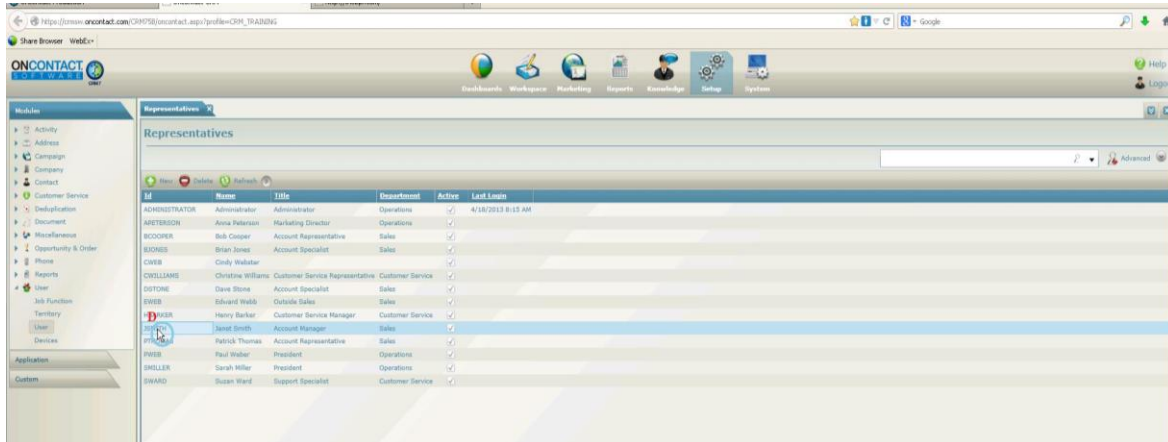 https://crmsw.oncontact.com/CRM758/oncontact.aspx?profile=CRM_TRAINING
Google
Share Browser WebEx
ONCONTACT
SOFTWARE
Dashboards Workspace Marketing Reports Knowledge Setup System
Help
Modules
Representatives X
Activity
Address
Campaign
Company
Contact
Customer Service
Deduplication
Document
Miscellaneous
Opportunity & Order
Phone
Reports
User
Job Function
Territory
User
Devices
Application
Custom
Representatives
Advanced
New Delete Refresh
Id Name Title Department Active Last Login
ADMINISTRATOR Administrator Administrator Operations 4/18/2013 8:15 AM
APETERSON Anna Peterson Marketing Director Operations
BCOOPER Bob Cooper Account Representative Sales
BJONES Brian Jones Account Specialist Sales
CWEB Cindy Webster
CWILLIAMS Christine Williams Customer Service Representative Customer Service
DSTONE Dave Stone Account Specialist Sales
EWEB Edward Webb Outside Sales Sales
D Henry Barker Customer Service Manager Customer Service
Janet Smith Account Manager Sales
Patrick Thomas Account Representative Sales
PWEB Paul Weber President Operations
SMILLER Sarah Miller President Operations
SWARD Suzan Ward Support Specialist Customer Service